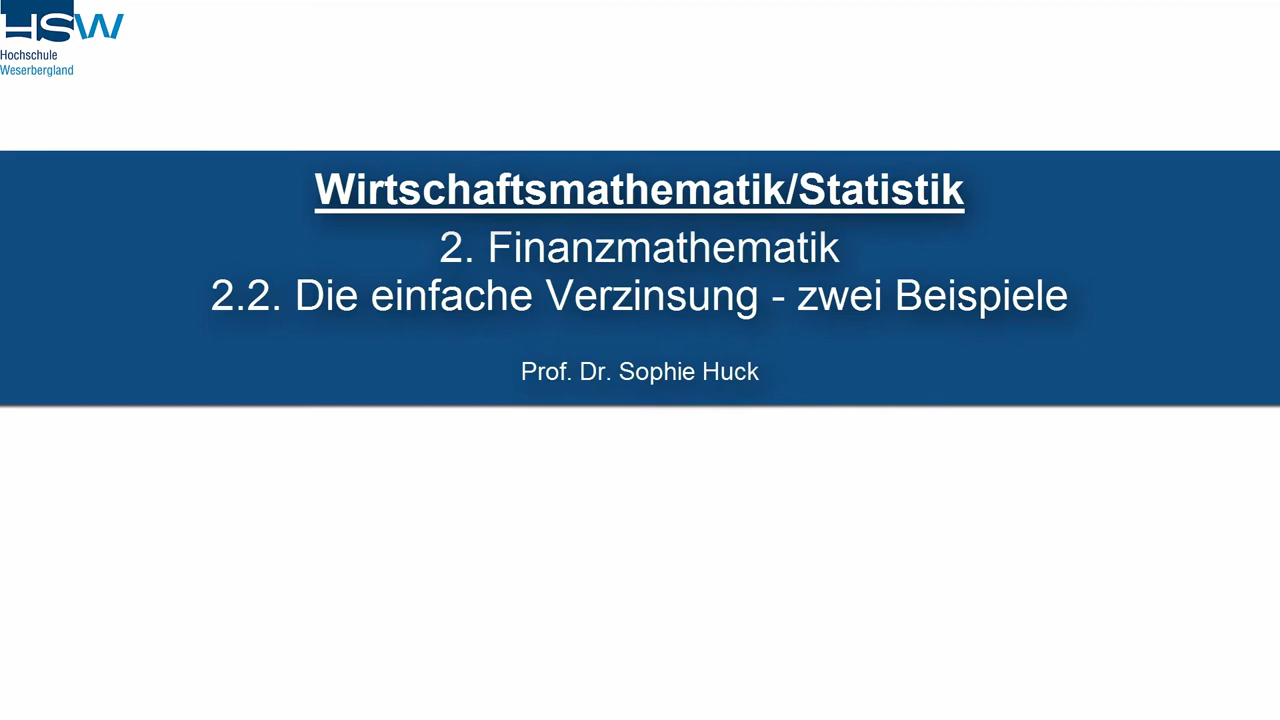 HSW
Hochschule
Weserbergland
Wirtschaftsmathematik/Statistik
2. Finanzmathematik
2.2. Die einfache Verzinsung - zwei Beispiele
Prof. Dr. Sophie Huck